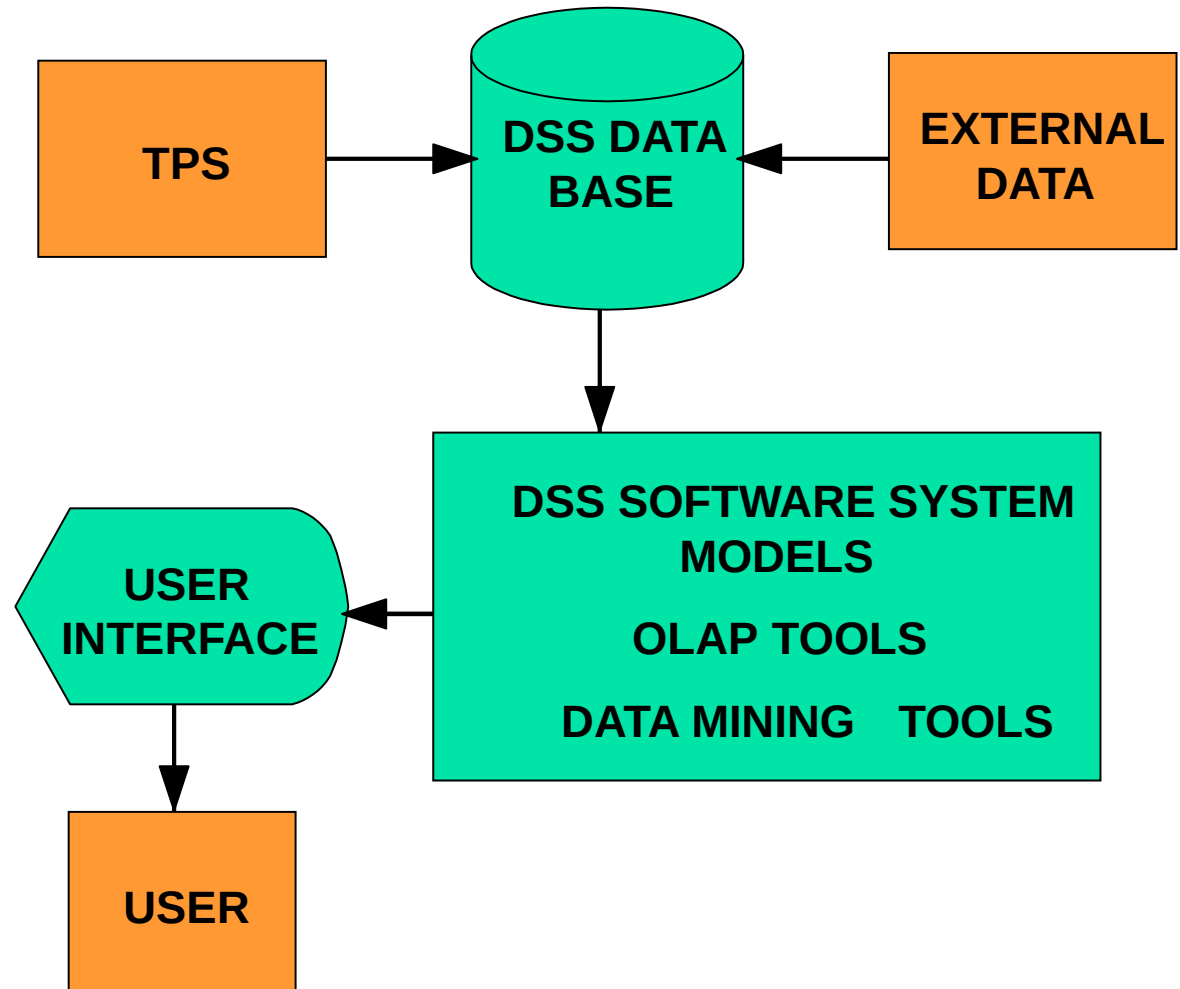 TPS
DSS DATA
BASE
EXTERNAL
DATA
DSS SOFTWARE SYSTEM
MODELS
OLAP TOOLS
DATA MINING TOOLS
USER
INTERFACE
USER